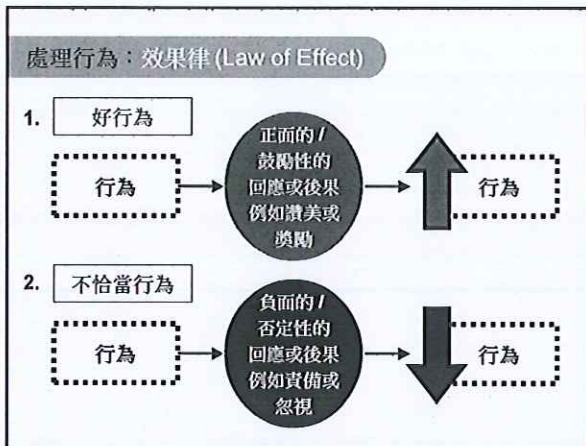 處理行為：效果律 (Law of Effect)
1. 好行為
行為
正面的 /
鼓勵性的
回應或後果
例如讚美或
獎勵
行為
2. 不恰當行為
行為
負面的 /
否定性的
回應或後果
例如責備或
忽視
行為